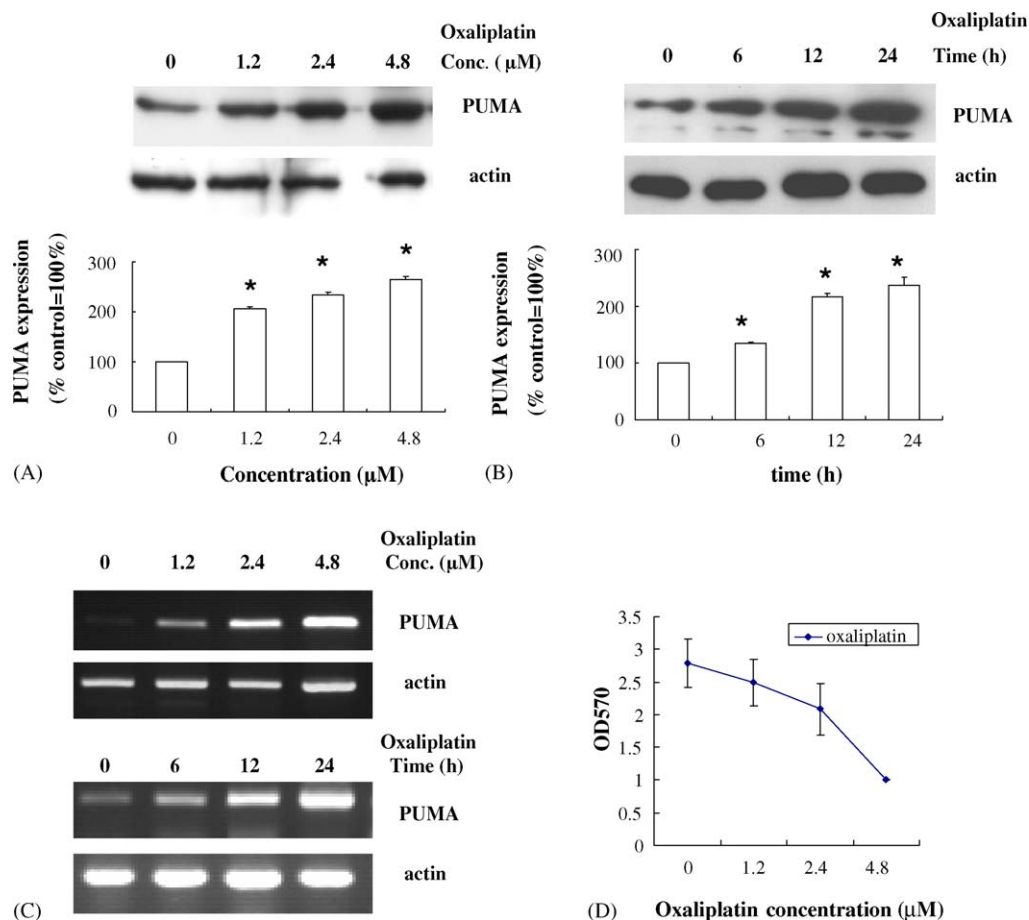 Oxaliplatin
0 1.2 2.4 4.8 Conc. (μM)
PUMA
actin
PUMA expression
(% control=100%)
300
200
100
0
* * *
0 1.2 2.4 4.8
(A) Concentration (μM)
Oxaliplatin
0 6 12 24 Time (h)
PUMA
actin
PUMA expression
(% control=100%)
300
200
100
0
* * *
0 6 12 24
(B) time (h)
Oxaliplatin
0 1.2 2.4 4.8 Conc. (μM)
PUMA
actin
Oxaliplatin
0 6 12 24 Time (h)
PUMA
actin
(C)
OD570
3.5
3
2.5
2
1.5
1
0.5
0
oxaliplatin
0 1.2 2.4 4.8
(D) Oxaliplatin concentration (μM)